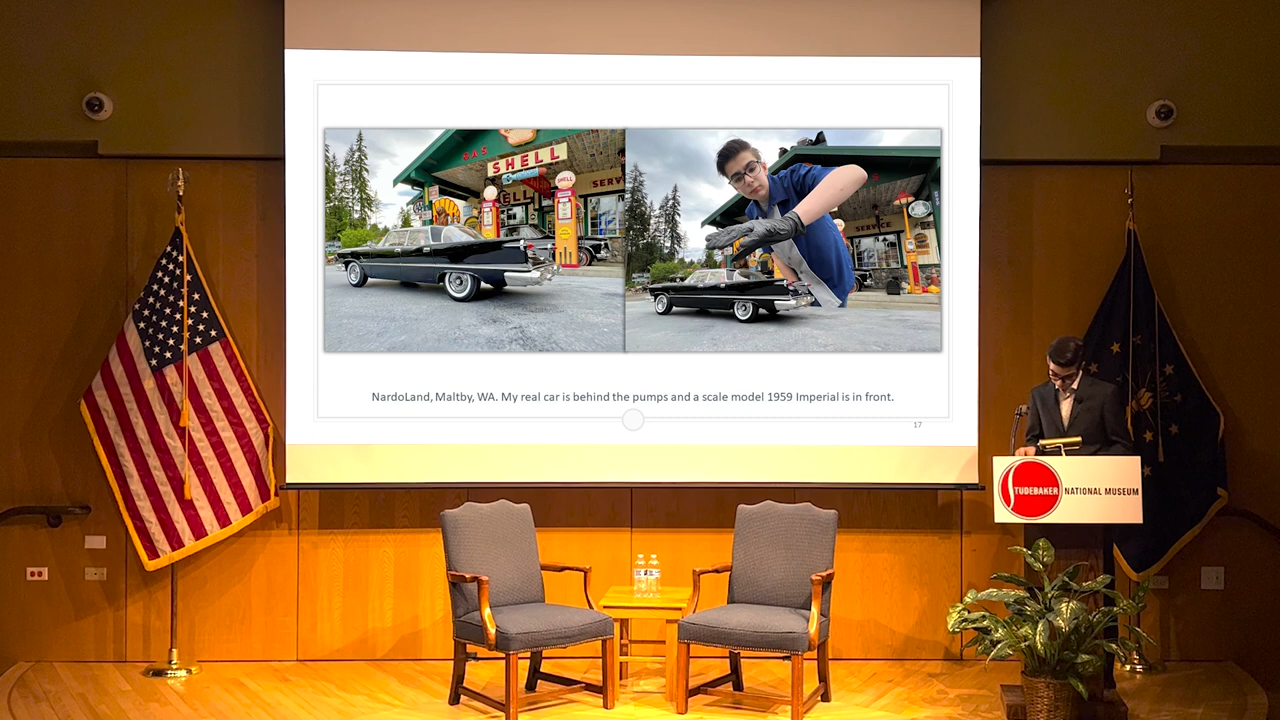 GAS
SHELL
SHELL
SHELL
SERV
SERVICE
NardoLand, Maltby, WA. My real car is behind the pumps and a scale model 1959 Imperial is in front.
17
STUDEBAKER
NATIONAL MUSEUM